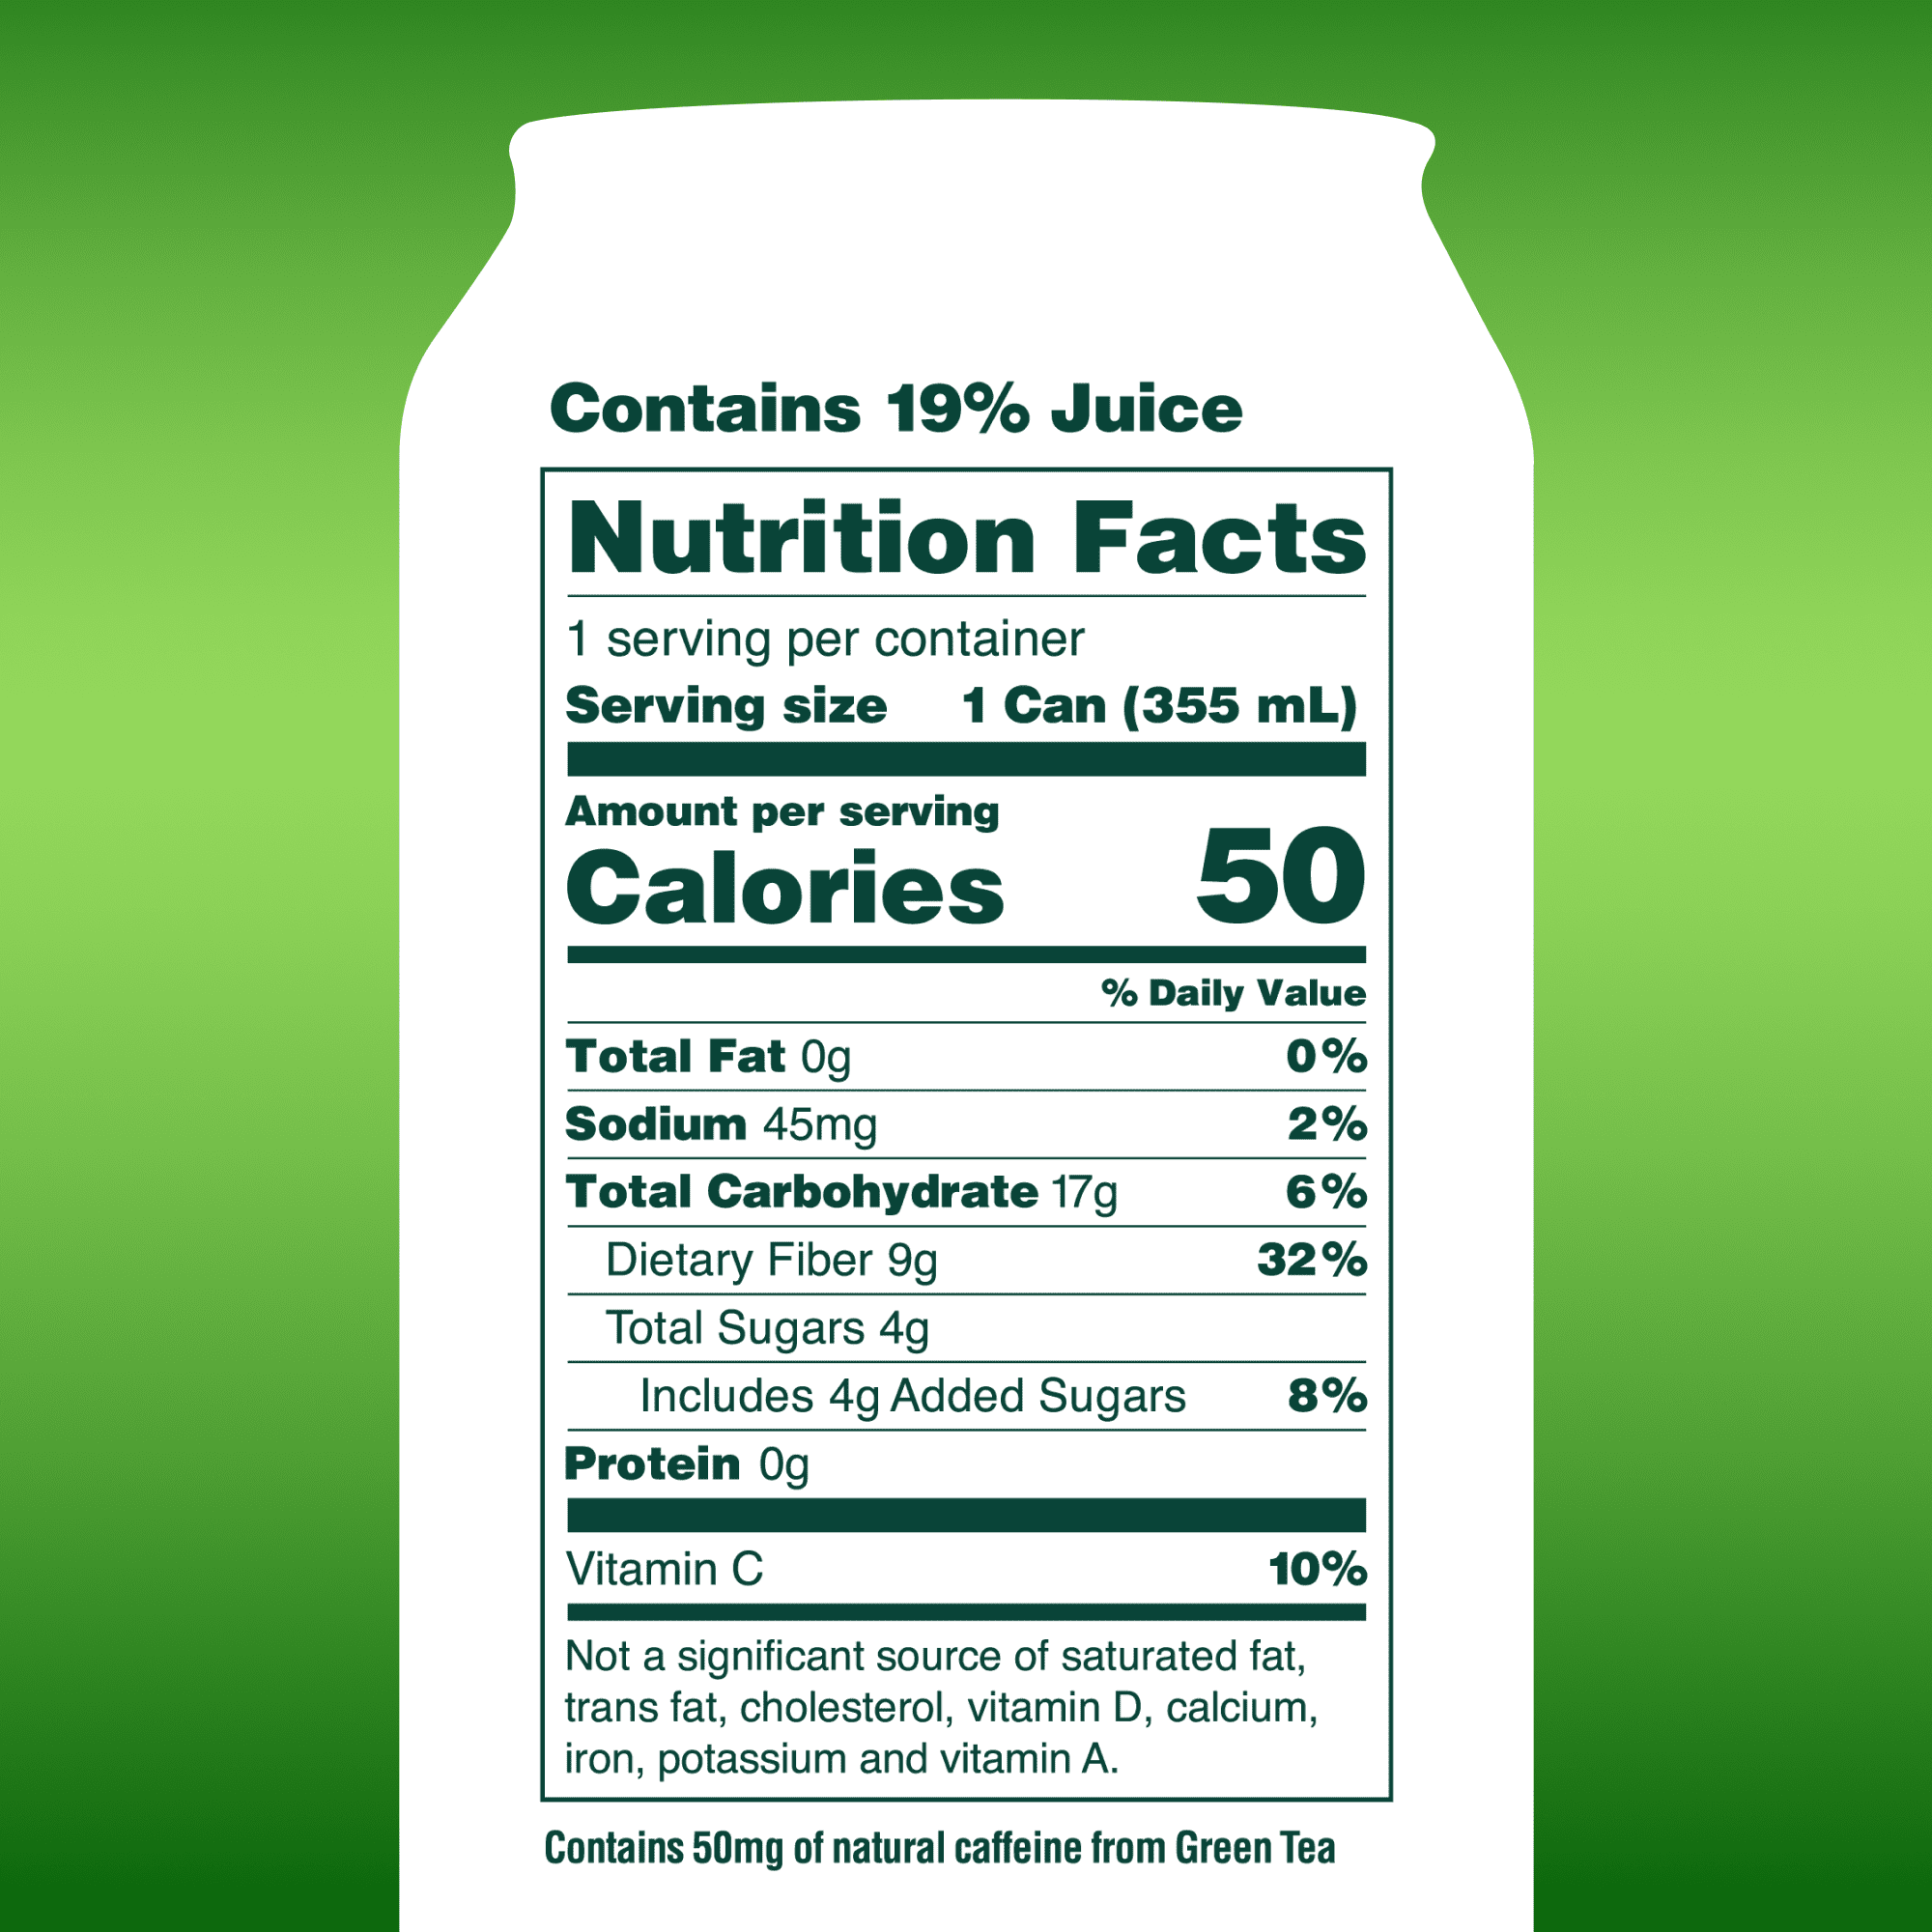 Contains 19% Juice
Nutrition Facts
1 serving per container
Serving size 1 Can (355 mL)
Amount per serving
Calories 50
% Daily Value
Total Fat 0g 0%
Sodium 45mg 2%
Total Carbohydrate 17g 6%
Dietary Fiber 9g 32%
Total Sugars 4g
Includes 4g Added Sugars 8%
Protein 0g
Vitamin C 10%
Not a significant source of saturated fat,
trans fat, cholesterol, vitamin D, calcium,
iron, potassium and vitamin A.
Contains 50mg of natural caffeine from Green Tea